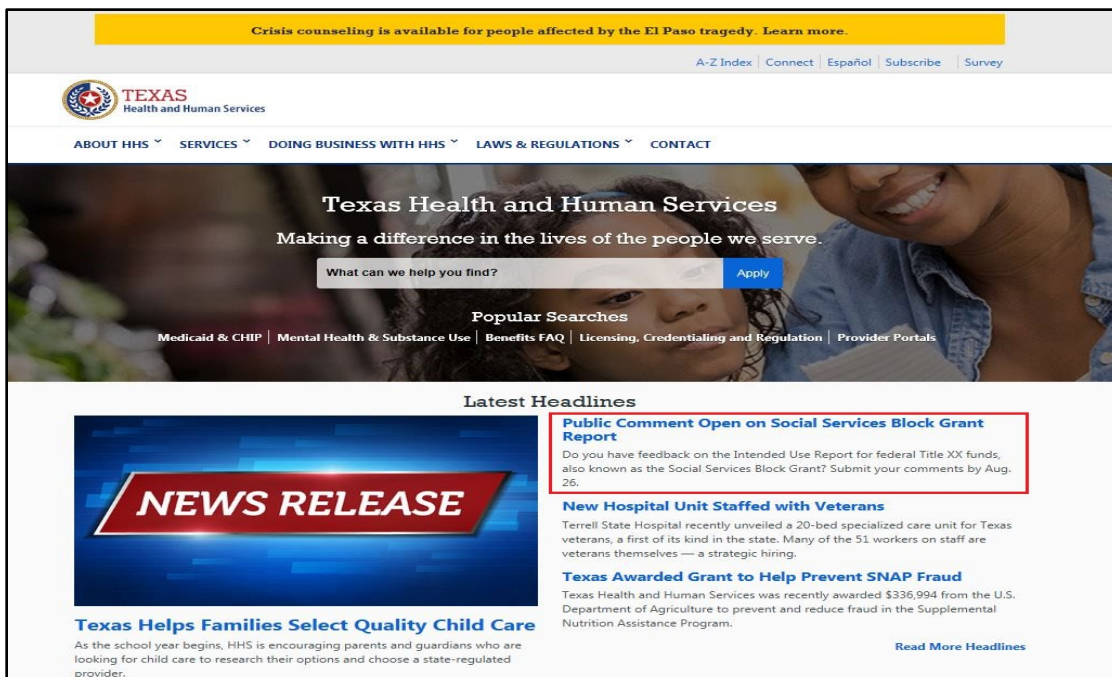 Crisis counseling is available for people affected by the El Paso tragedy. Learn more.
A-Z Index Connect Español Subscribe Survey
TEXAS
Health and Human Services
ABOUT HHS SERVICES DOING BUSINESS WITH HHS LAWS & REGULATIONS CONTACT
Texas Health and Human Services
Making a difference in the lives of the people we serve.
What can we help you find? Apply
Popular Searches
Medicaid & CHIP | Mental Health & Substance Use | Benefits FAQ | Licensing, Credentialing and Regulation | Provider Portals
Latest Headlines
NEWS RELEASE
Texas Helps Families Select Quality Child Care
As the school year begins, HHS is encouraging parents and guardians who are
looking for child care to research their options and choose a state-regulated
provider.
Public Comment Open on Social Services Block Grant
Report
Do you have feedback on the Intended Use Report for federal Title XX funds,
also known as the Social Services Block Grant? Submit your comments by Aug.
26.
New Hospital Unit Staffed with Veterans
Terrell State Hospital recently unveiled a 20-bed specialized care unit for Texas
veterans, a first of its kind in the state. Many of the 51 workers on staff are
veterans themselves — a strategic hiring.
Texas Awarded Grant to Help Prevent SNAP Fraud
Texas Health and Human Services was recently awarded $336,994 from the U.S.
Department of Agriculture to prevent and reduce fraud in the Supplemental
Nutrition Assistance Program.
Read More Headlines